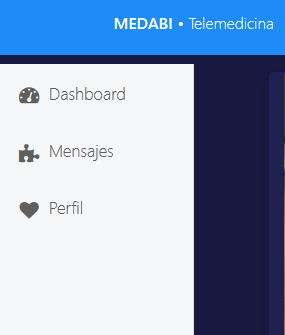 MEDABI • Telemedicina
Dashboard
Mensajes
Perfil